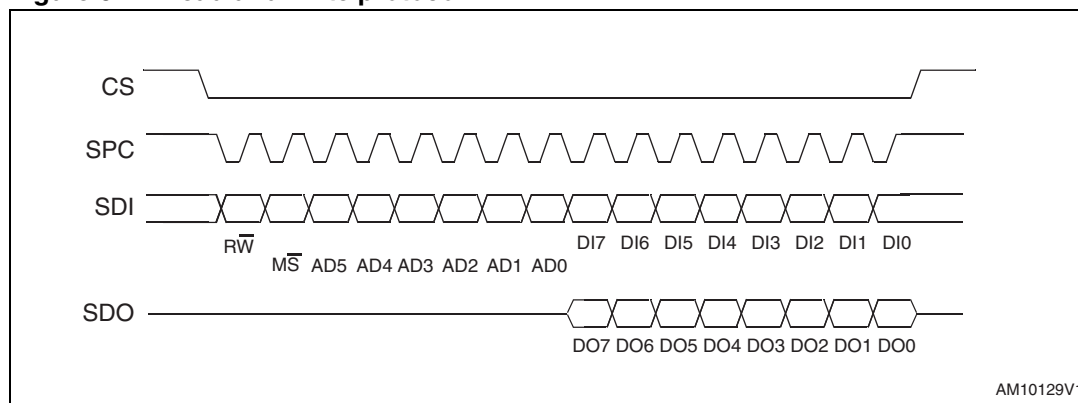 CS
SPC
SDI
RW̅
DI7 DI6 DI5 DI4 DI3 DI2 DI1 DI0
MS̅ AD5 AD4 AD3 AD2 AD1 AD0
SDO
DO7 DO6 DO5 DO4 DO3 DO2 DO1 DO0
AM10129V1